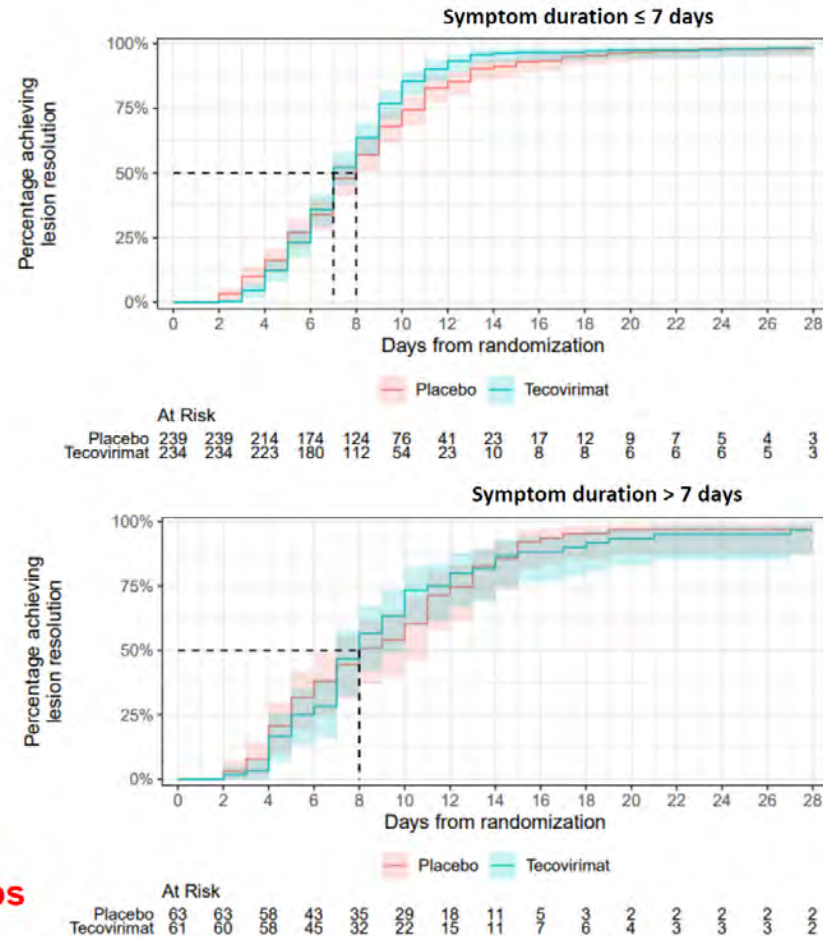 Symptom duration ≤ 7 days
Percentage achieving
lesion resolution
100%
75%
50%
25%
0%
0 2 4 6 8 10 12 14 16 18 20 22 24 26 28
Days from randomization
Placebo Tecovirimat
At Risk
Placebo 239 239 214 174 124 76 41 23 17 12 9 7 5 4 3
Tecovirimat 234 234 223 180 112 54 23 10 8 8 6 6 6 5 3
Symptom duration > 7 days
Percentage achieving
lesion resolution
100%
75%
50%
25%
0%
0 2 4 6 8 10 12 14 16 18 20 22 24 26 28
Days from randomization
Placebo Tecovirimat
ps
At Risk
Placebo 63 63 58 43 35 29 18 11 5 3 2 2 2 2 2
Tecovirimat 61 60 58 45 32 22 15 11 7 6 4 3 3 3 2